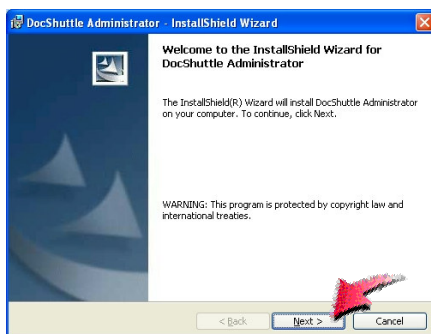 DocShuttle Administrator - InstallShield Wizard
Welcome to the InstallShield Wizard for
DocShuttle Administrator
The InstallShield(R) Wizard will install DocShuttle Administrator
on your computer. To continue, click Next.
WARNING: This program is protected by copyright law and
international treaties.
< Back Next > Cancel